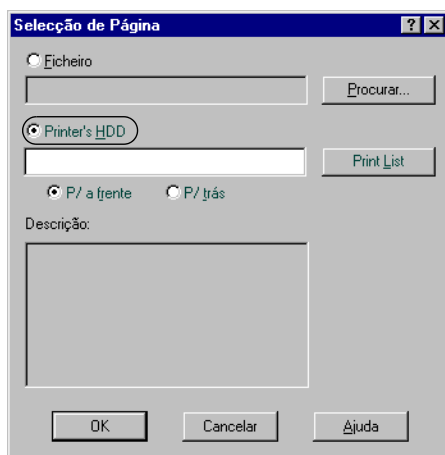 Selecção de Página
Ficheiro
Procurar...
Printer's HDD
Print List
P/ a frente P/ trás
Descrição:
OK Cancelar Ajuda